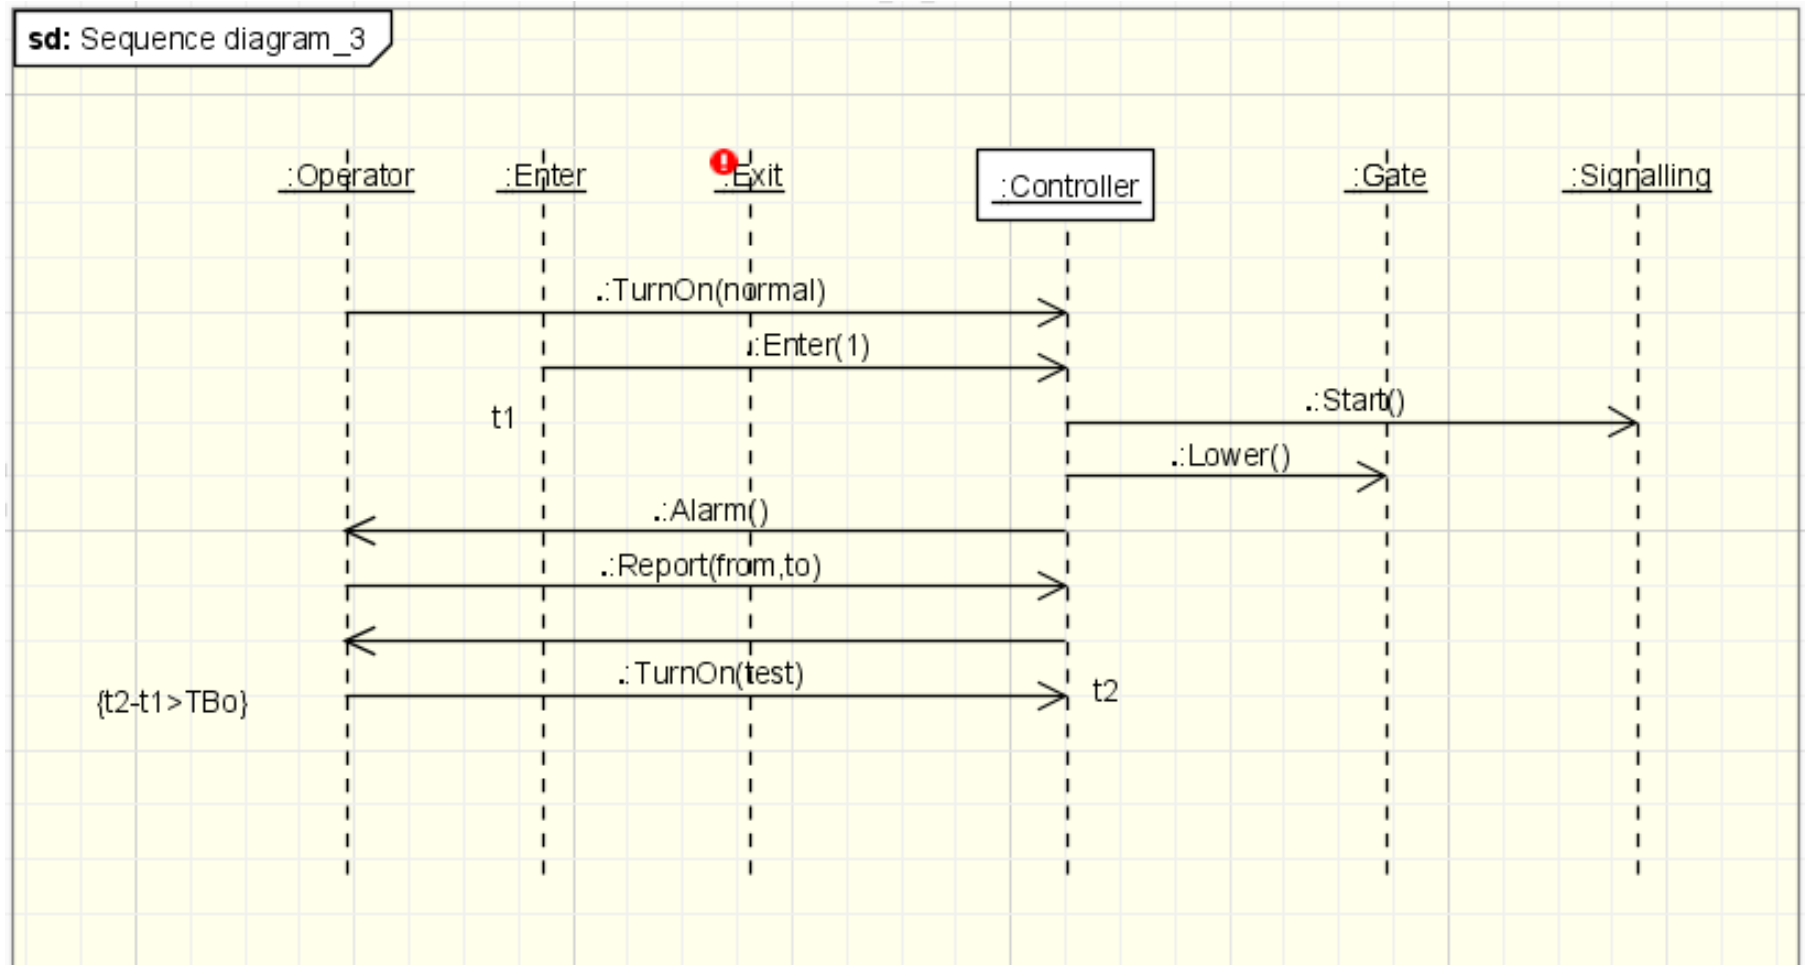 sd: Sequence diagram_3
:Operator :Enter :Exit :Controller :Gate :Signalling
.:TurnOn(normal)
.:Enter(1)
.:Start()
t1
.:Lower()
.:Alarm()
.:Report(from,to)
.:TurnOn(test)
{t2-t1>TBo} t2